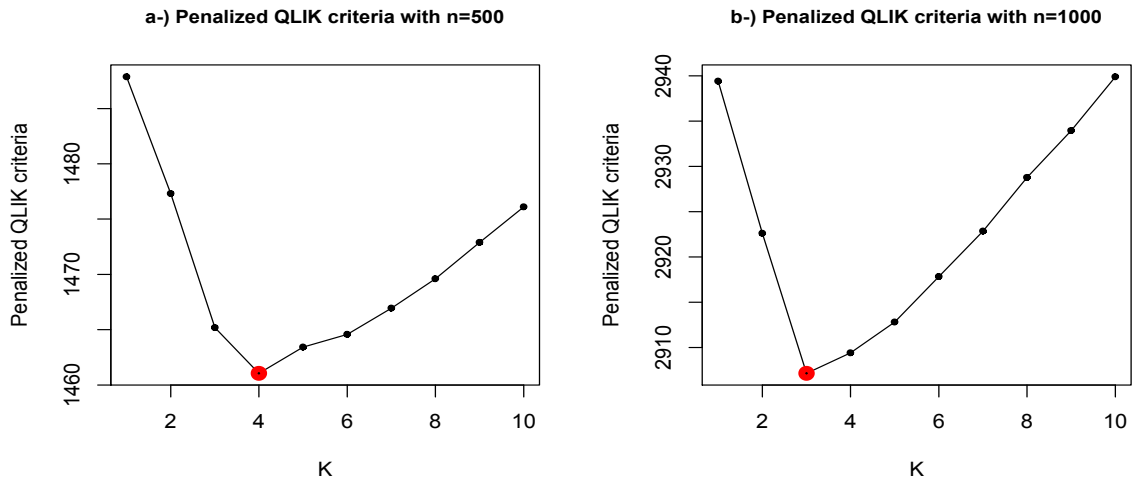 a-) Penalized QLIK criteria with n=500
Penalized QLIK criteria
1460
1470
1480
2
4
6
8
10
K
b-) Penalized QLIK criteria with n=1000
Penalized QLIK criteria
2910
2920
2930
2940
2
4
6
8
10
K